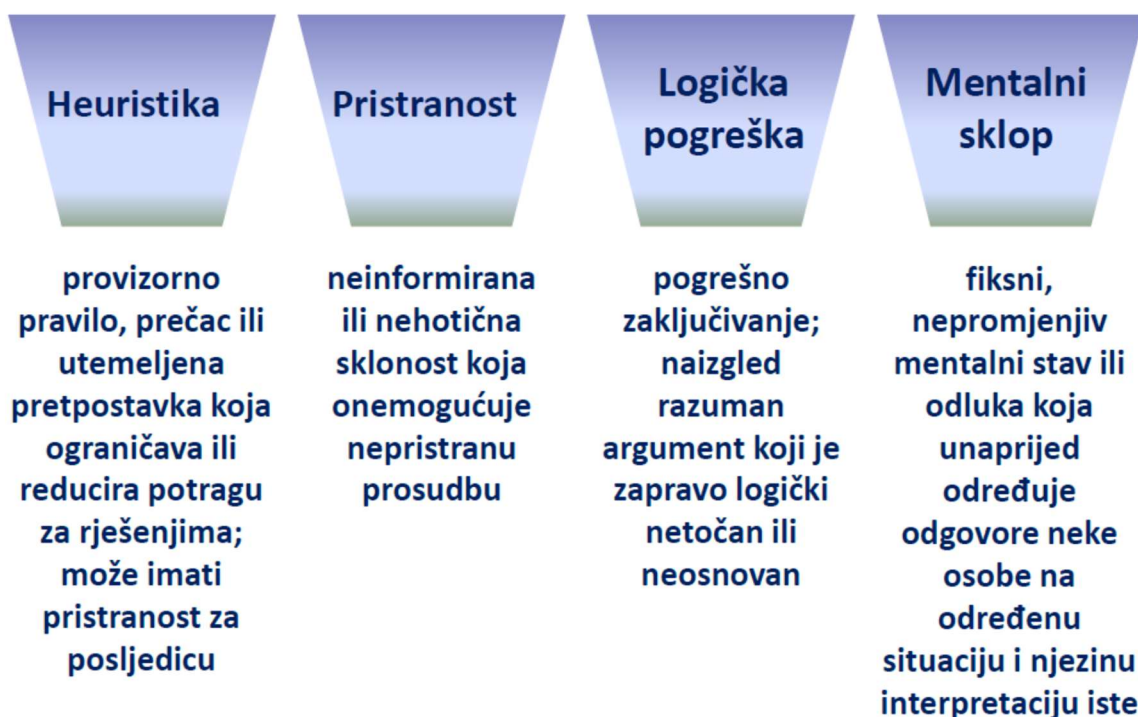 Heuristika
Pristranost
Logička
pogreška
Mentalni
sklop
provizorno
pravilo, prečac ili
utemeljena
pretpostavka koja
ograničava ili
reducira potragu
za rješenjima;
može imati
pristranost za
posljedicu
neinformirana
ili nehotična
sklonost koja
onemogućuje
nepristranu
prosudbu
pogrešno
zaključivanje;
naizgled
razuman
argument koji je
zapravo logički
netočan ili
neosnovan
fiksni,
nepromjenjiv
mentalni stav ili
odluka koja
unaprijed
određuje
odgovore neke
osobe na
određenu
situaciju i njezinu
interpretaciju iste